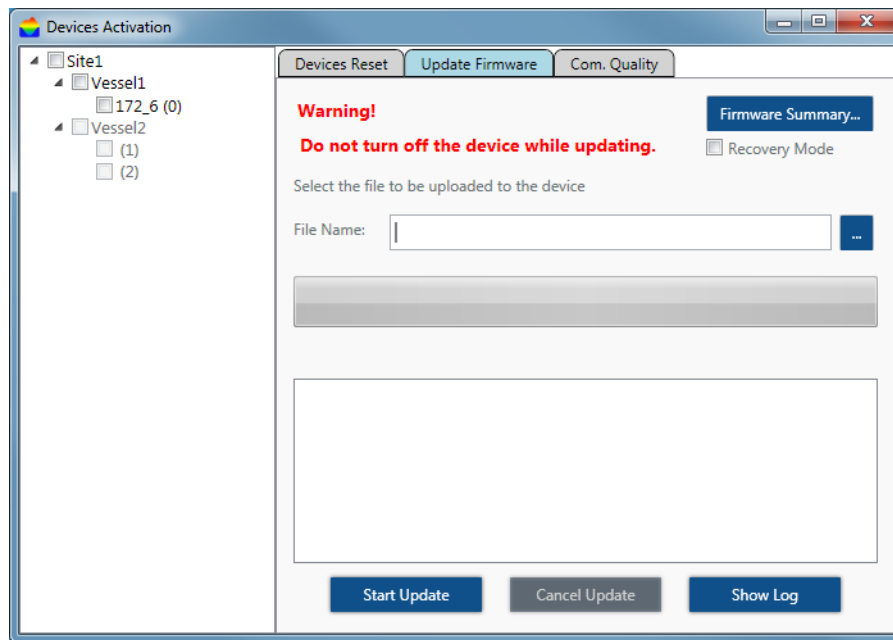 Devices Activation
Site1
Vessel1
172_6 (0)
Vessel2
(1)
(2)
Devices Reset
Update Firmware
Com. Quality
Warning!
Firmware Summary...
Do not turn off the device while updating.
Recovery Mode
Select the file to be uploaded to the device
File Name:
...
Start Update
Cancel Update
Show Log